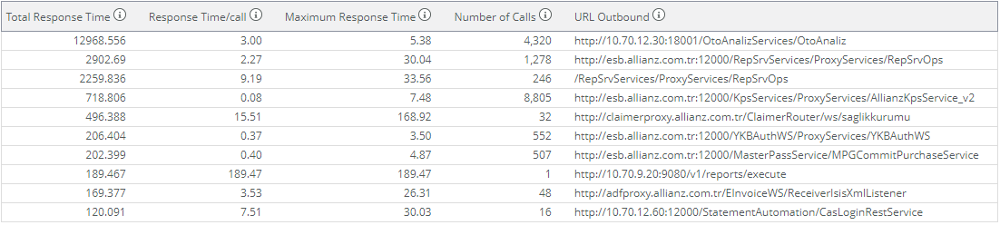 Total Response Time Response Time/call Maximum Response Time Number of Calls URL Outbound
12968.556 3.00 5.38 4,320 http://10.70.12.30:18001/OtoAnalizServices/OtoAnaliz
2902.69 2.27 30.04 1,278 http://esb.allianz.com.tr:12000/RepSrvServices/ProxyServices/RepSrvOps
2259.836 9.19 33.56 246 /RepSrvServices/ProxyServices/RepSrvOps
718.806 0.08 7.48 8,805 http://esb.allianz.com.tr:12000/KpsServices/ProxyServices/AllianzKpsService_v2
496.388 15.51 168.92 32 http://claimerproxy.allianz.com.tr/ClaimerRouter/ws/saglikkurumu
206.404 0.37 3.50 552 http://esb.allianz.com.tr:12000/YKBAuthWS/ProxyServices/YKBAuthWS
202.399 0.40 4.87 507 http://esb.allianz.com.tr:12000/MasterPassService/MPGCommitPurchaseService
189.467 189.47 189.47 1 http://10.70.9.20:9080/v1/reports/execute
169.377 3.53 26.31 48 http://adfproxy.allianz.com.tr/EInvoiceWS/ReceiverIsisXmlListener
120.091 7.51 30.03 16 http://10.70.12.60:12000/StatementAutomation/CasLoginRestService